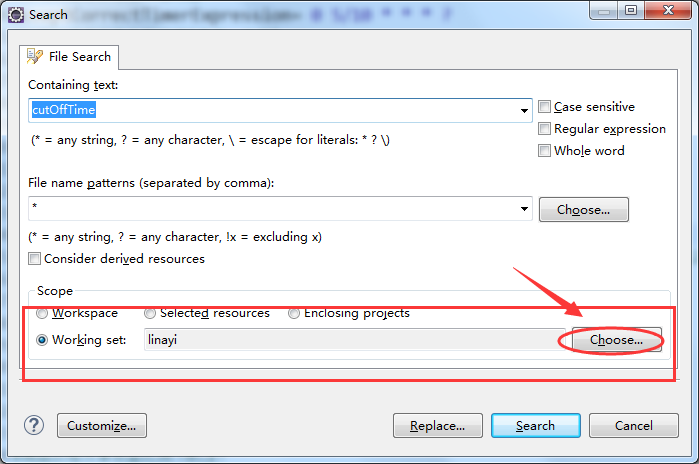 Search
File Search
Containing text:
cutOffTime
Case sensitive
(* = any string, ? = any character, \ = escape for literals: * ? \)
Regular expression
Whole word
File name patterns (separated by comma):
*
Choose...
(* = any string, ? = any character, !x = excluding x)
Consider derived resources
Scope
Workspace
Selected resources
Enclosing projects
Working set:
linayi
Choose...
?
Customize...
Replace...
Search
Cancel